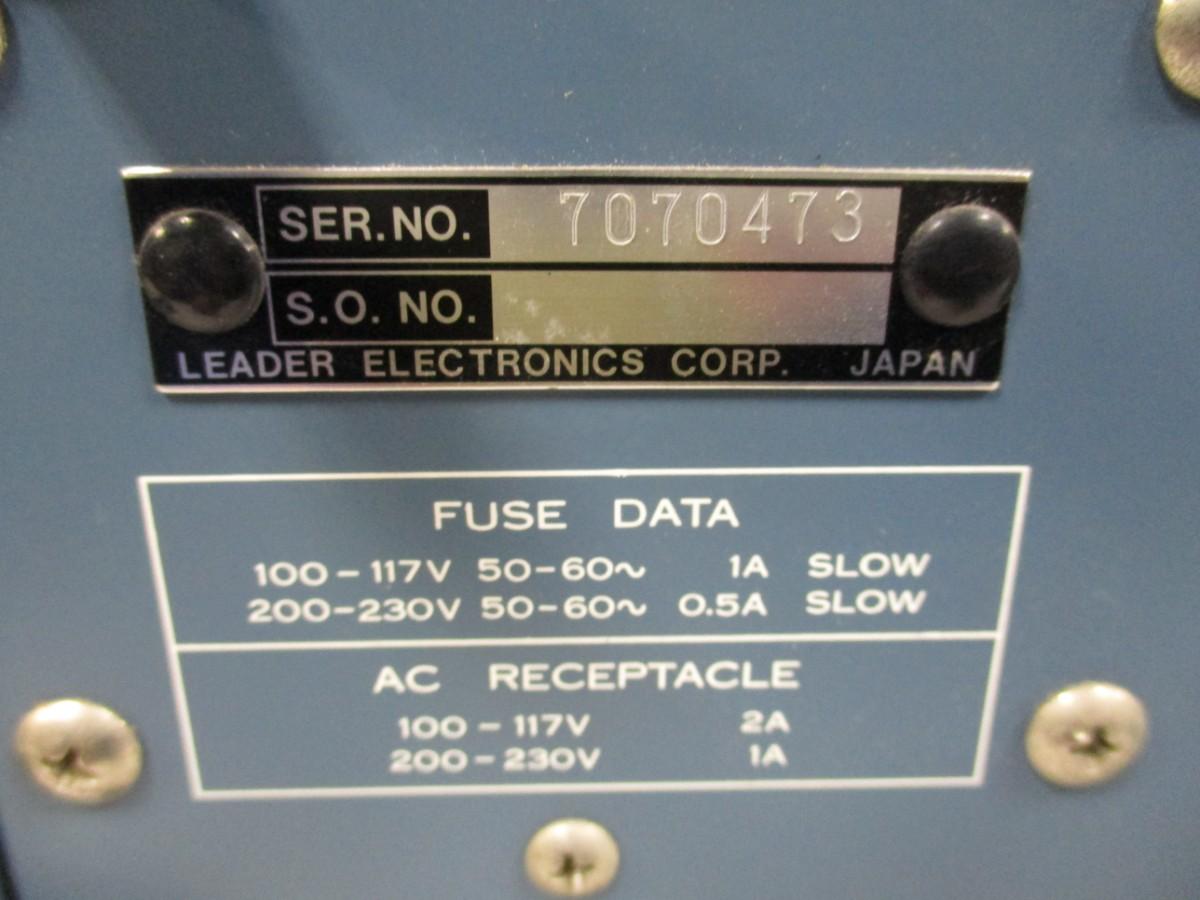 SER.NO. 7070473
S.O. NO.
LEADER ELECTRONICS CORP. JAPAN
FUSE DATA
100-117V 50-60~ 1A SLOW
200-230V 50-60~ 0.5A SLOW
AC RECEPTACLE
100-117V 2A
200-230V 1A